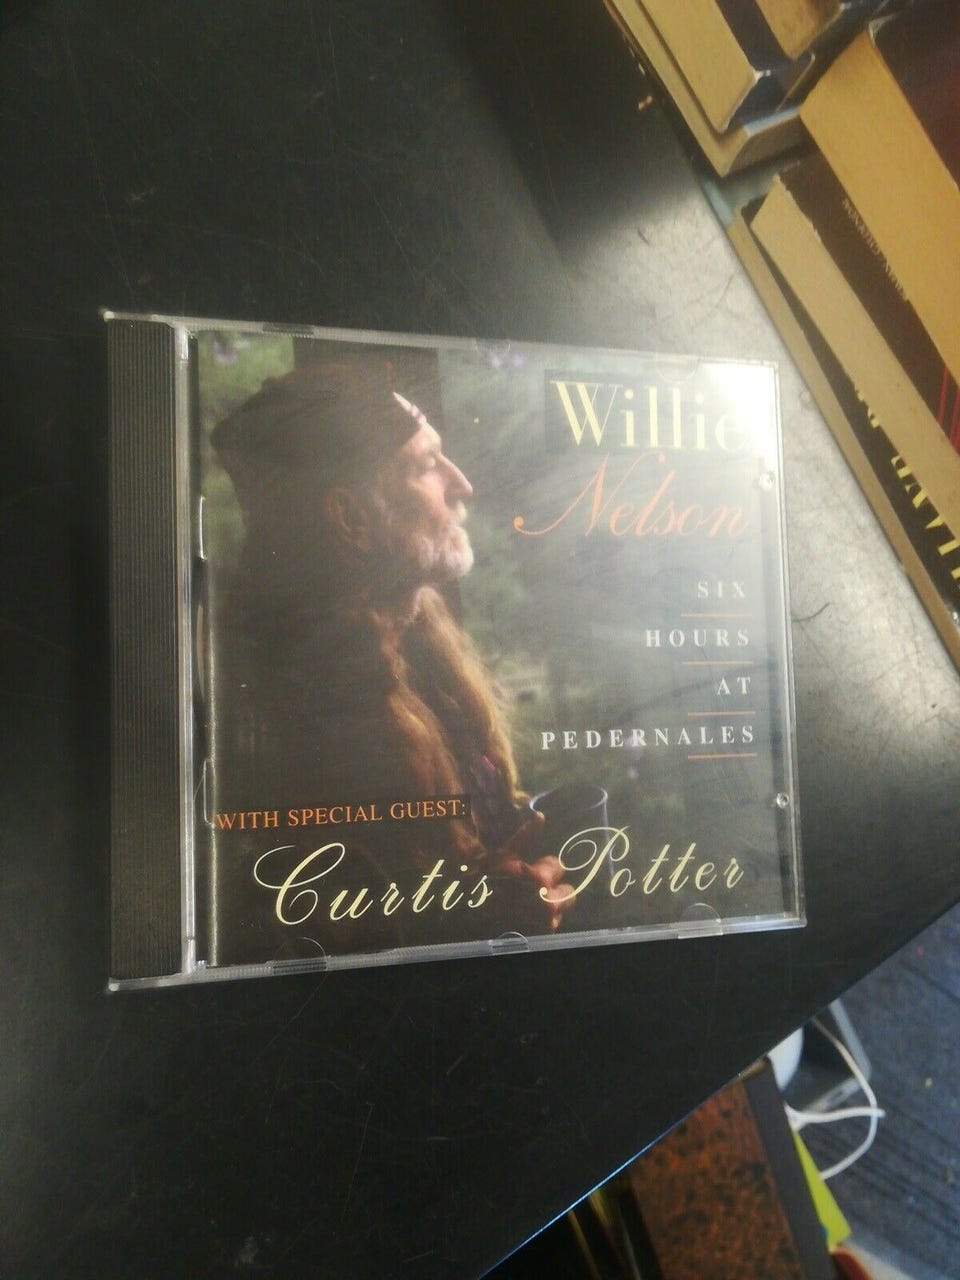 Willie
Nelson
SIX
HOURS
AT
PEDERNALES
WITH SPECIAL GUEST:
Curtis Potter